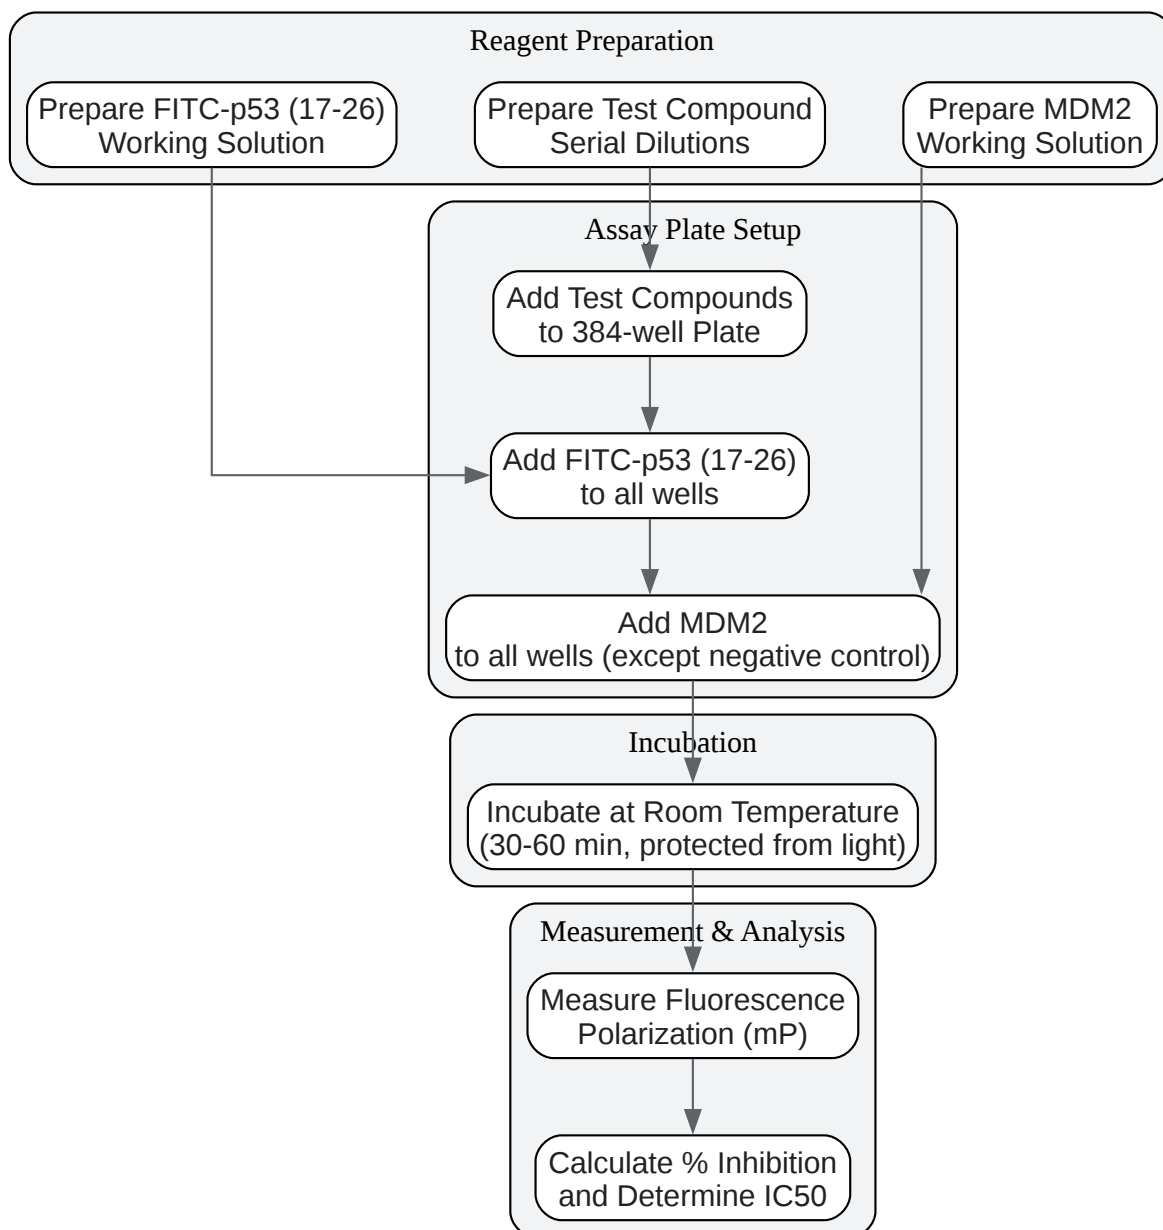 Reagent Preparation
Prepare FITC-p53 (17-26)
Working Solution
Prepare Test Compound
Serial Dilutions
Prepare MDM2
Working Solution
Assay Plate Setup
Add Test Compounds
to 384-well Plate
Add FITC-p53 (17-26)
to all wells
Add MDM2
to all wells (except negative control)
Incubation
Incubate at Room Temperature
(30-60 min, protected from light)
Measurement & Analysis
Measure Fluorescence
Polarization (mP)
Calculate % Inhibition
and Determine IC50